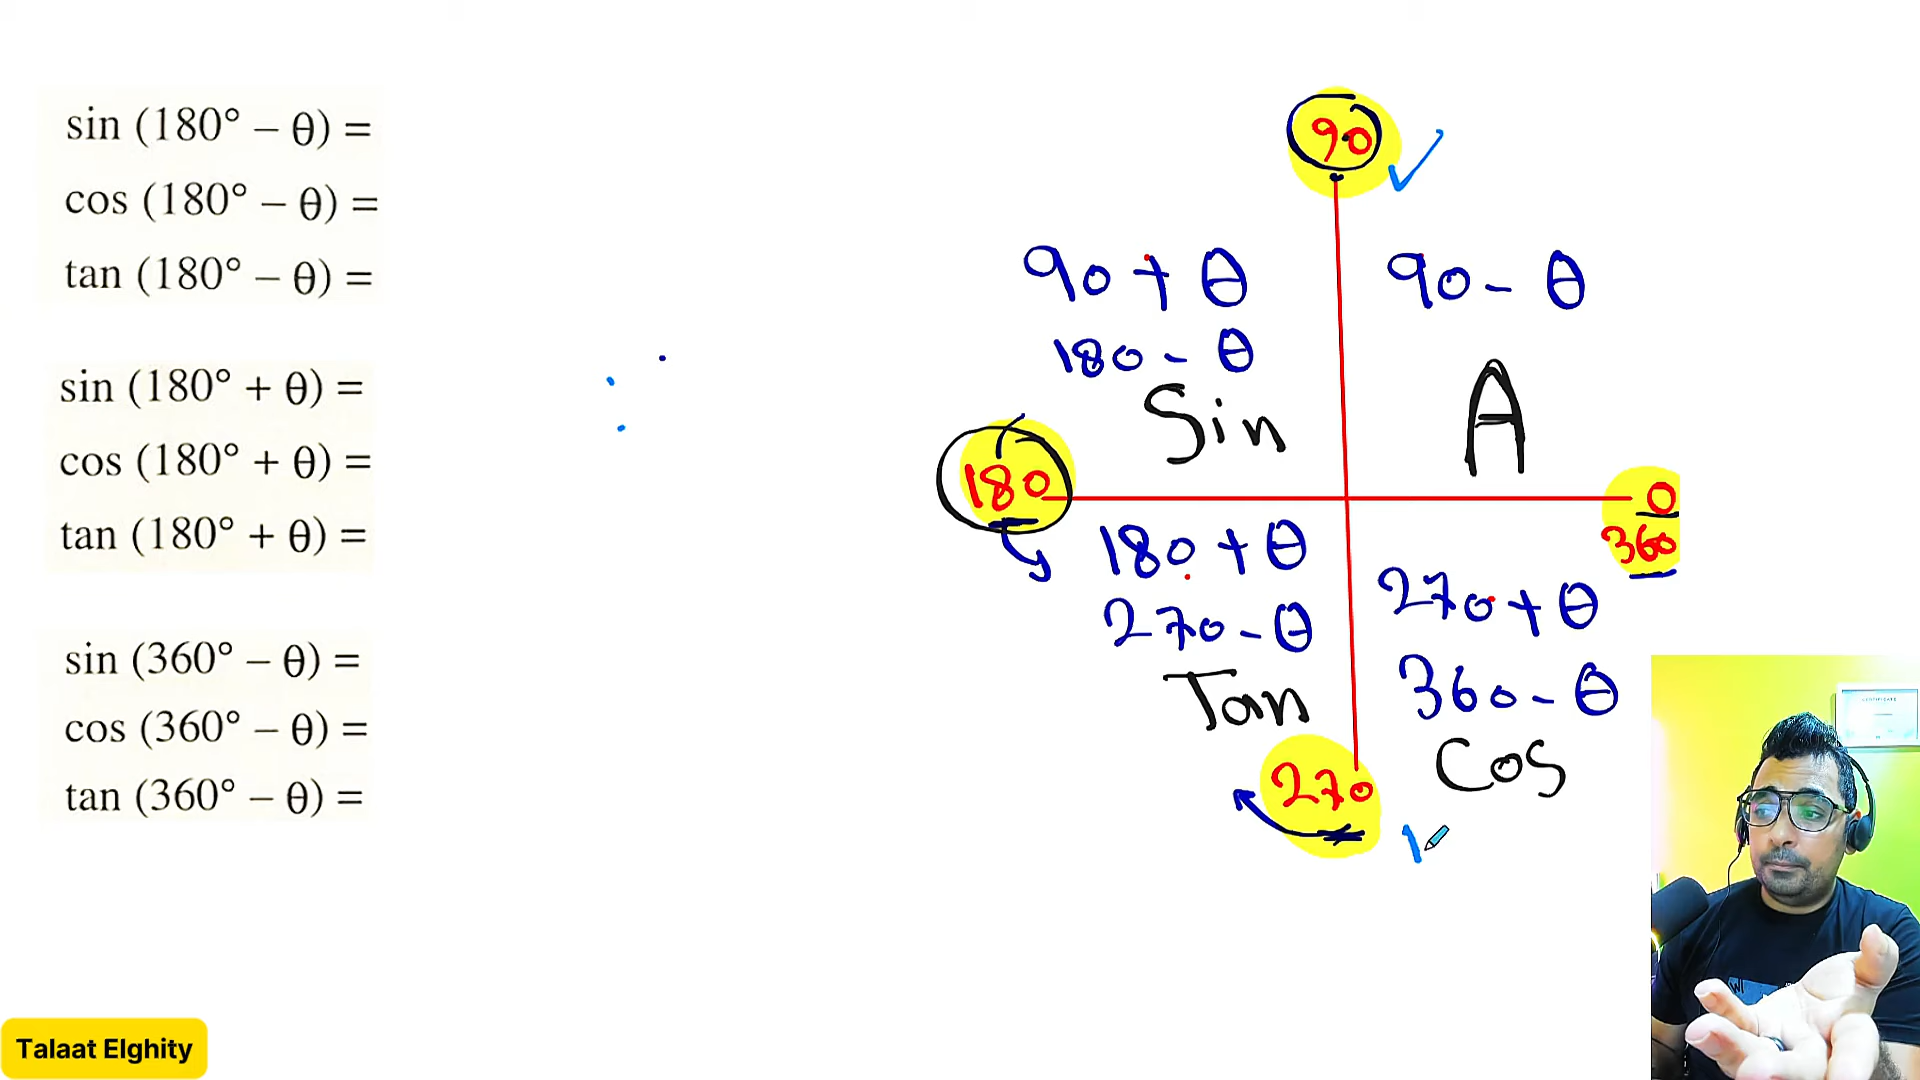 sin (180° – θ) =
cos (180° – θ) =
tan (180° – θ) =
sin (180° + θ) =
cos (180° + θ) =
tan (180° + θ) =
sin (360° – θ) =
cos (360° – θ) =
tan (360° – θ) =
90
90 + θ
90 - θ
180 - θ
Sin
A
180
0
360
180 + θ
270 + θ
270 - θ
360 - θ
Tan
Cos
270
CERTIFICATE
Talaat Elghity